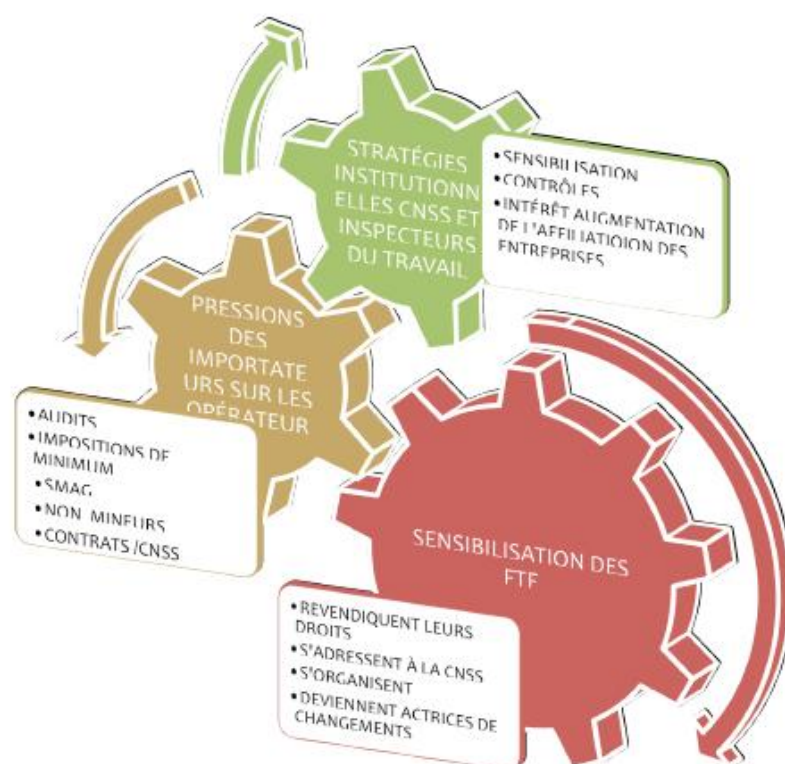 STRATÉGIES
INSTITUTIONN
ELLES CNSS ET
INSPECTEURS
DU TRAVAIL
• SENSIBILISATION
• CONTRÔLES
• INTÉRÊT AUGMENTATION
DE L'AFFILIATIOION DES
ENTREPRISES
PRESSIONS
DES
IMPORTATE
URS SUR LES
OPÉRATEUR
• AUDITS
• IMPOSITIONS DE
MINIMUM
• SMAG
• NON MINEURS
• CONTRATS /CNSS
SENSIBILISATION DES
FTF
• REVENDIQUENT LEURS
DROITS
• S'ADRESSENT À LA CNSS
• S'ORGANISENT
• DEVIENNENT ACTRICES DE
CHANGEMENTS